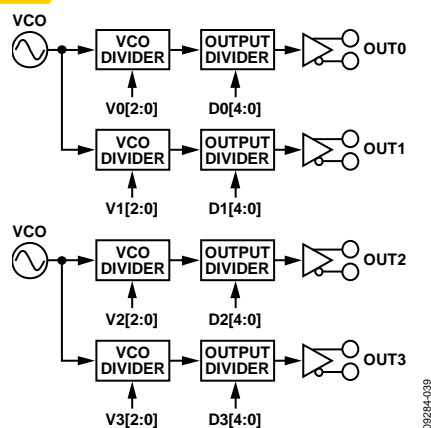 VCO
VCO DIVIDER
OUTPUT DIVIDER
OUT0
V0[2:0]
D0[4:0]
VCO DIVIDER
OUTPUT DIVIDER
OUT1
V1[2:0]
D1[4:0]
VCO
VCO DIVIDER
OUTPUT DIVIDER
OUT2
V2[2:0]
D2[4:0]
VCO DIVIDER
OUTPUT DIVIDER
OUT3
V3[2:0]
D3[4:0]
09284-039